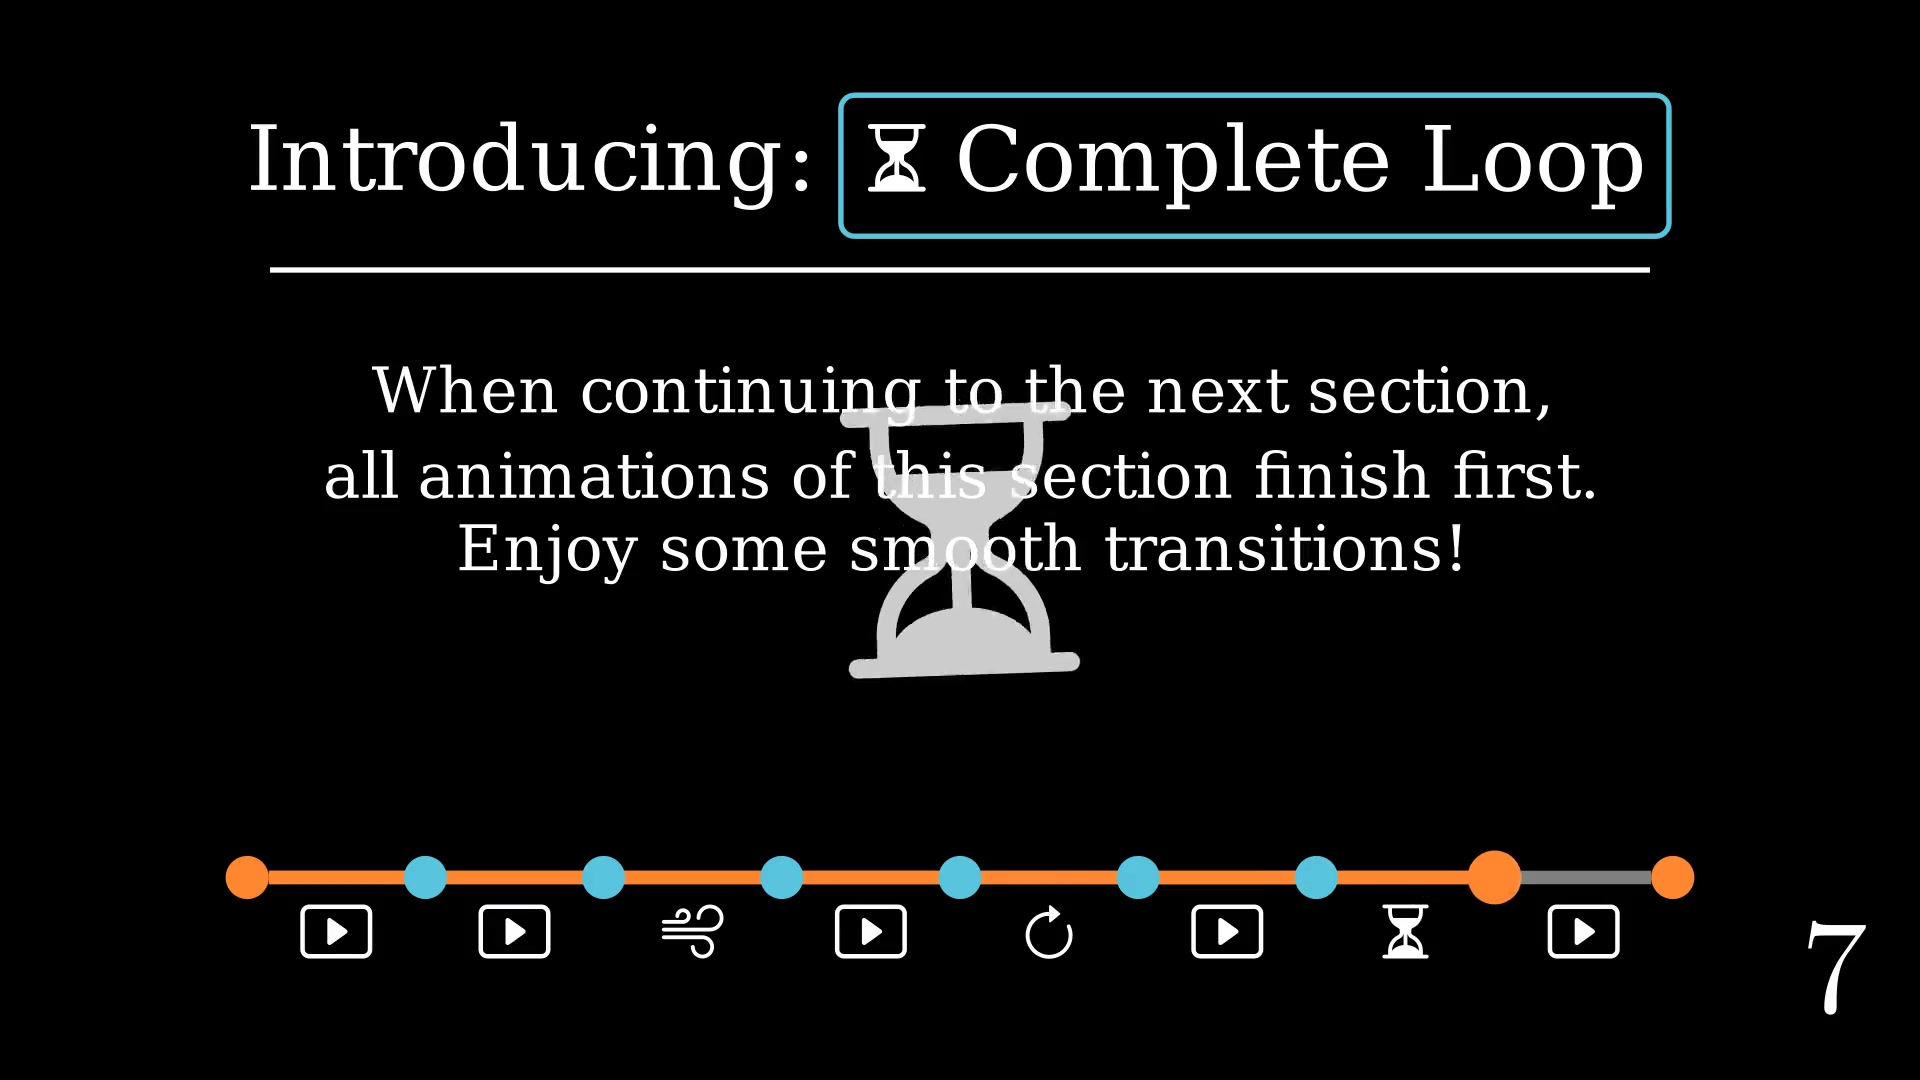 Introducing: Complete Loop
When continuing to the next section,
all animations of this section finish first.
Enjoy some smooth transitions!
7